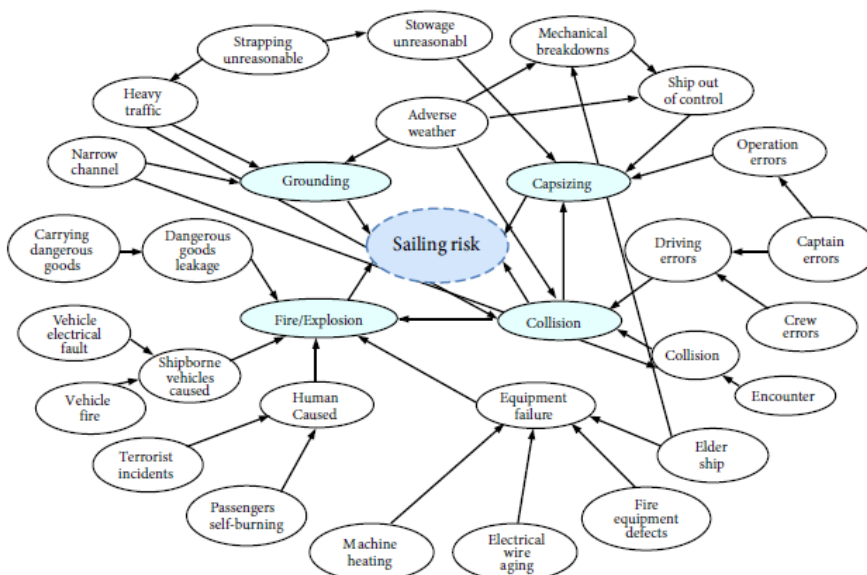 Strapping
unreasonable
Stowage
unreasonabl
Mechanical
breakdowns
Heavy
traffic
Adverse
weather
Ship out
of control
Narrow
channel
Grounding
Capsizing
Operation
errors
Carrying
dangerous
goods
Dangerous
goods
leakage
Sailing risk
Driving
errors
Captain
errors
Vehicle
electrical
fault
Fire/Explosion
Collision
Crew
errors
Shipborne
vehicles
caused
Collision
Vehicle
fire
Human
Caused
Equipment
failure
Encounter
Terrorist
incidents
Elder
ship
Passengers
self-burning
Machine
heating
Electrical
wire
aging
Fire
equipment
defects